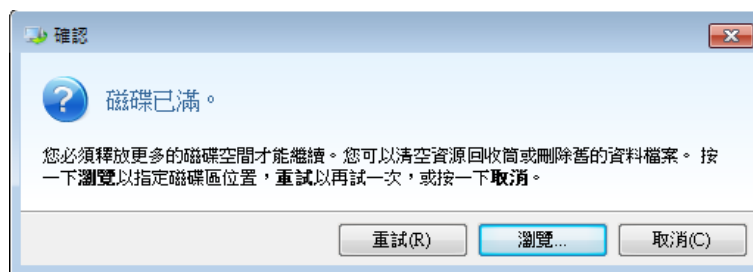 確認
磁碟已滿。
您必須釋放更多的磁碟空間才能繼續。您可以清空資源回收筒或刪除舊的資料檔案。 按
一下瀏覽以指定磁碟區位置，重試以再試一次，或按一下取消。
重試(R)
瀏覽...
取消(C)